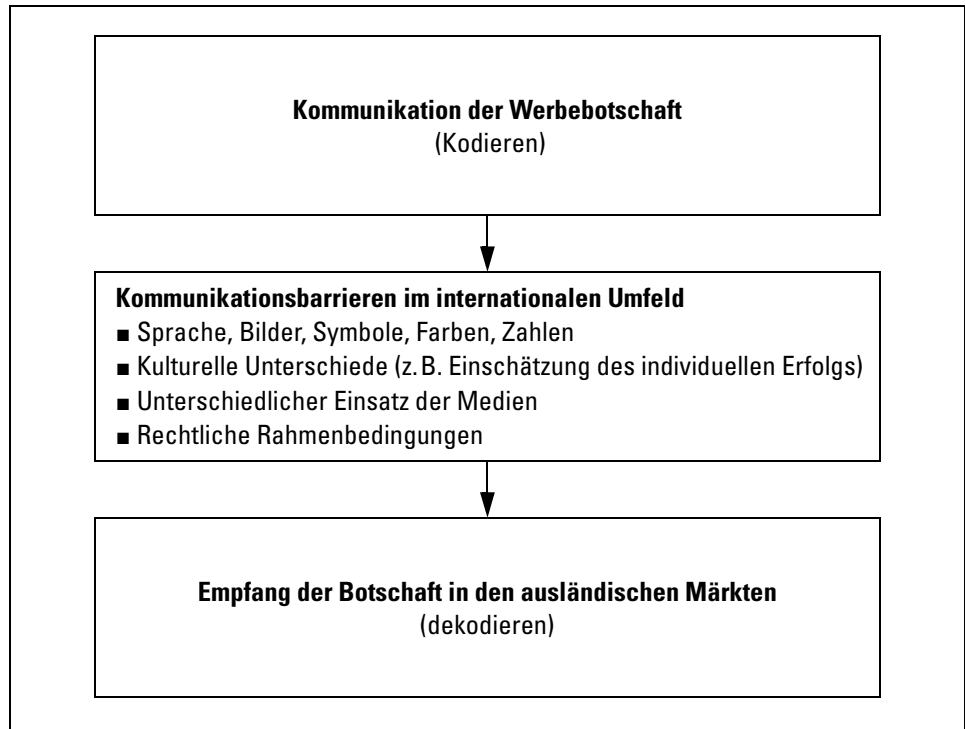 Kommunikation der Werbebotschaft
(Kodieren)
Kommunikationsbarrieren im internationalen Umfeld
■ Sprache, Bilder, Symbole, Farben, Zahlen
■ Kulturelle Unterschiede (z. B. Einschätzung des individuellen Erfolgs)
■ Unterschiedlicher Einsatz der Medien
■ Rechtliche Rahmenbedingungen
Empfang der Botschaft in den ausländischen Märkten
(dekodieren)